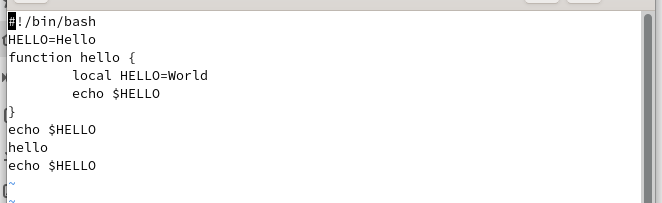 #!/bin/bash
HELLO=Hello
function hello {
        local HELLO=World
        echo $HELLO
}
echo $HELLO
hello
echo $HELLO
~
~